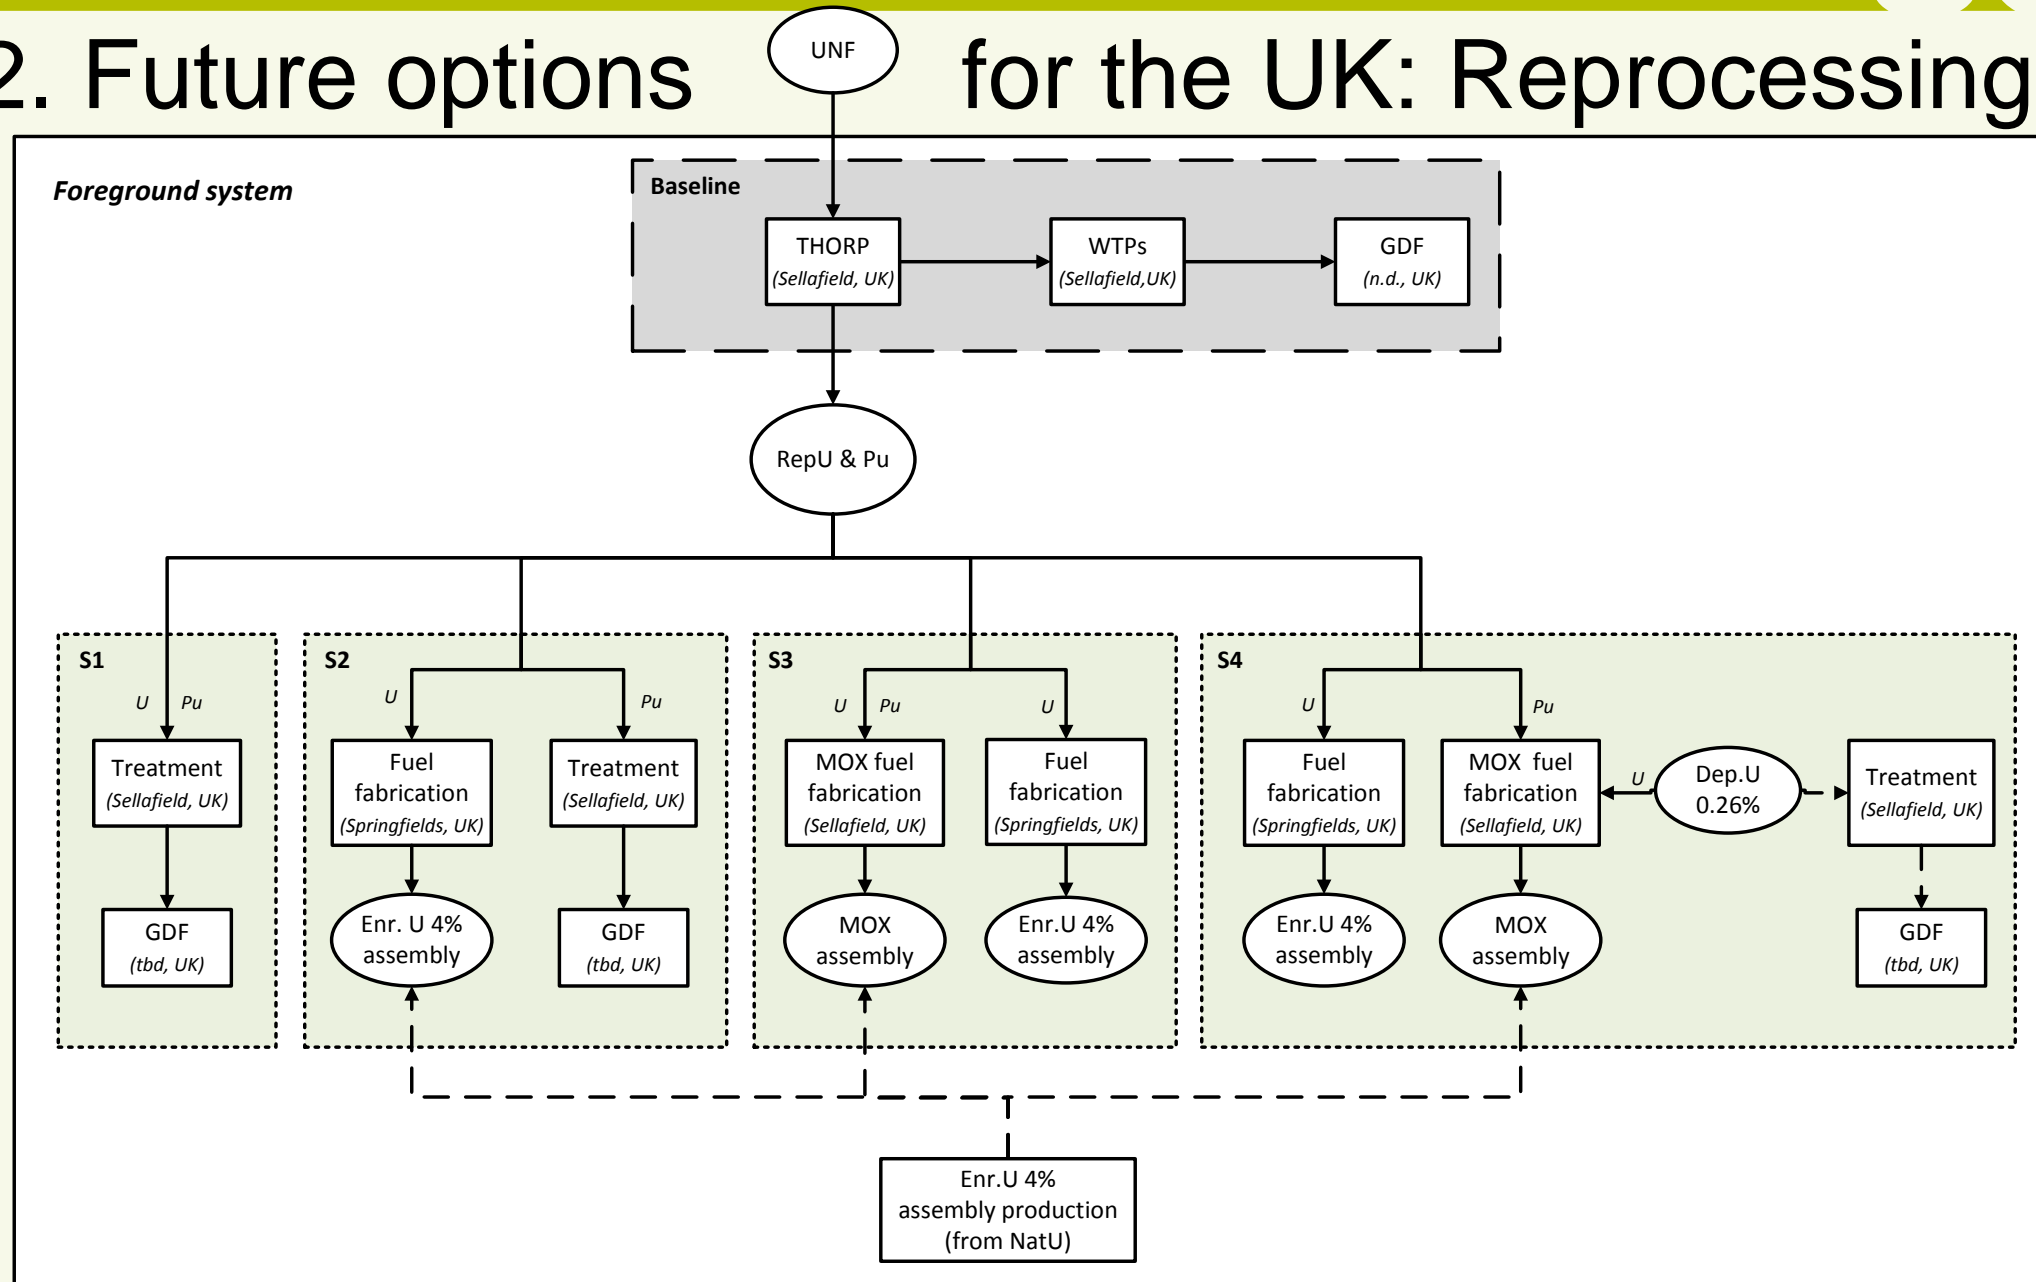 2. Future options for the UK: Reprocessing
UNF
Foreground system
Baseline
THORP
(Sellafield, UK)
WTPs
(Sellafield,UK)
GDF
(n.d., UK)
RepU & Pu
S1
U Pu
Treatment
(Sellafield, UK)
GDF
(tbd, UK)
S2
U
Pu
Fuel
fabrication
(Springfields, UK)
Treatment
(Sellafield, UK)
Enr. U 4%
assembly
GDF
(tbd, UK)
S3
U Pu
U
MOX fuel
fabrication
(Sellafield, UK)
Fuel
fabrication
(Springfields, UK)
MOX
assembly
Enr.U 4%
assembly
S4
U
Pu
Fuel
fabrication
(Springfields, UK)
MOX fuel
fabrication
(Sellafield, UK)
U
Dep.U
0.26%
Treatment
(Sellafield, UK)
Enr.U 4%
assembly
MOX
assembly
GDF
(tbd, UK)
Enr.U 4%
assembly production
(from NatU)